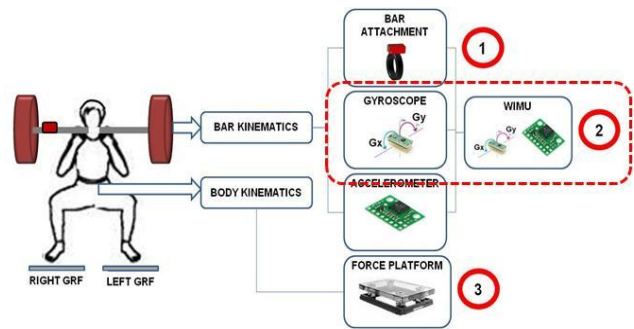 BAR
ATTACHMENT
1
GYROSCOPE
Gy
Gx
WIMU
Gy
Gx
2
BAR KINEMATICS
BODY KINEMATICS
ACCELEROMETER
FORCE PLATFORM
3
RIGHT GRF
LEFT GRF